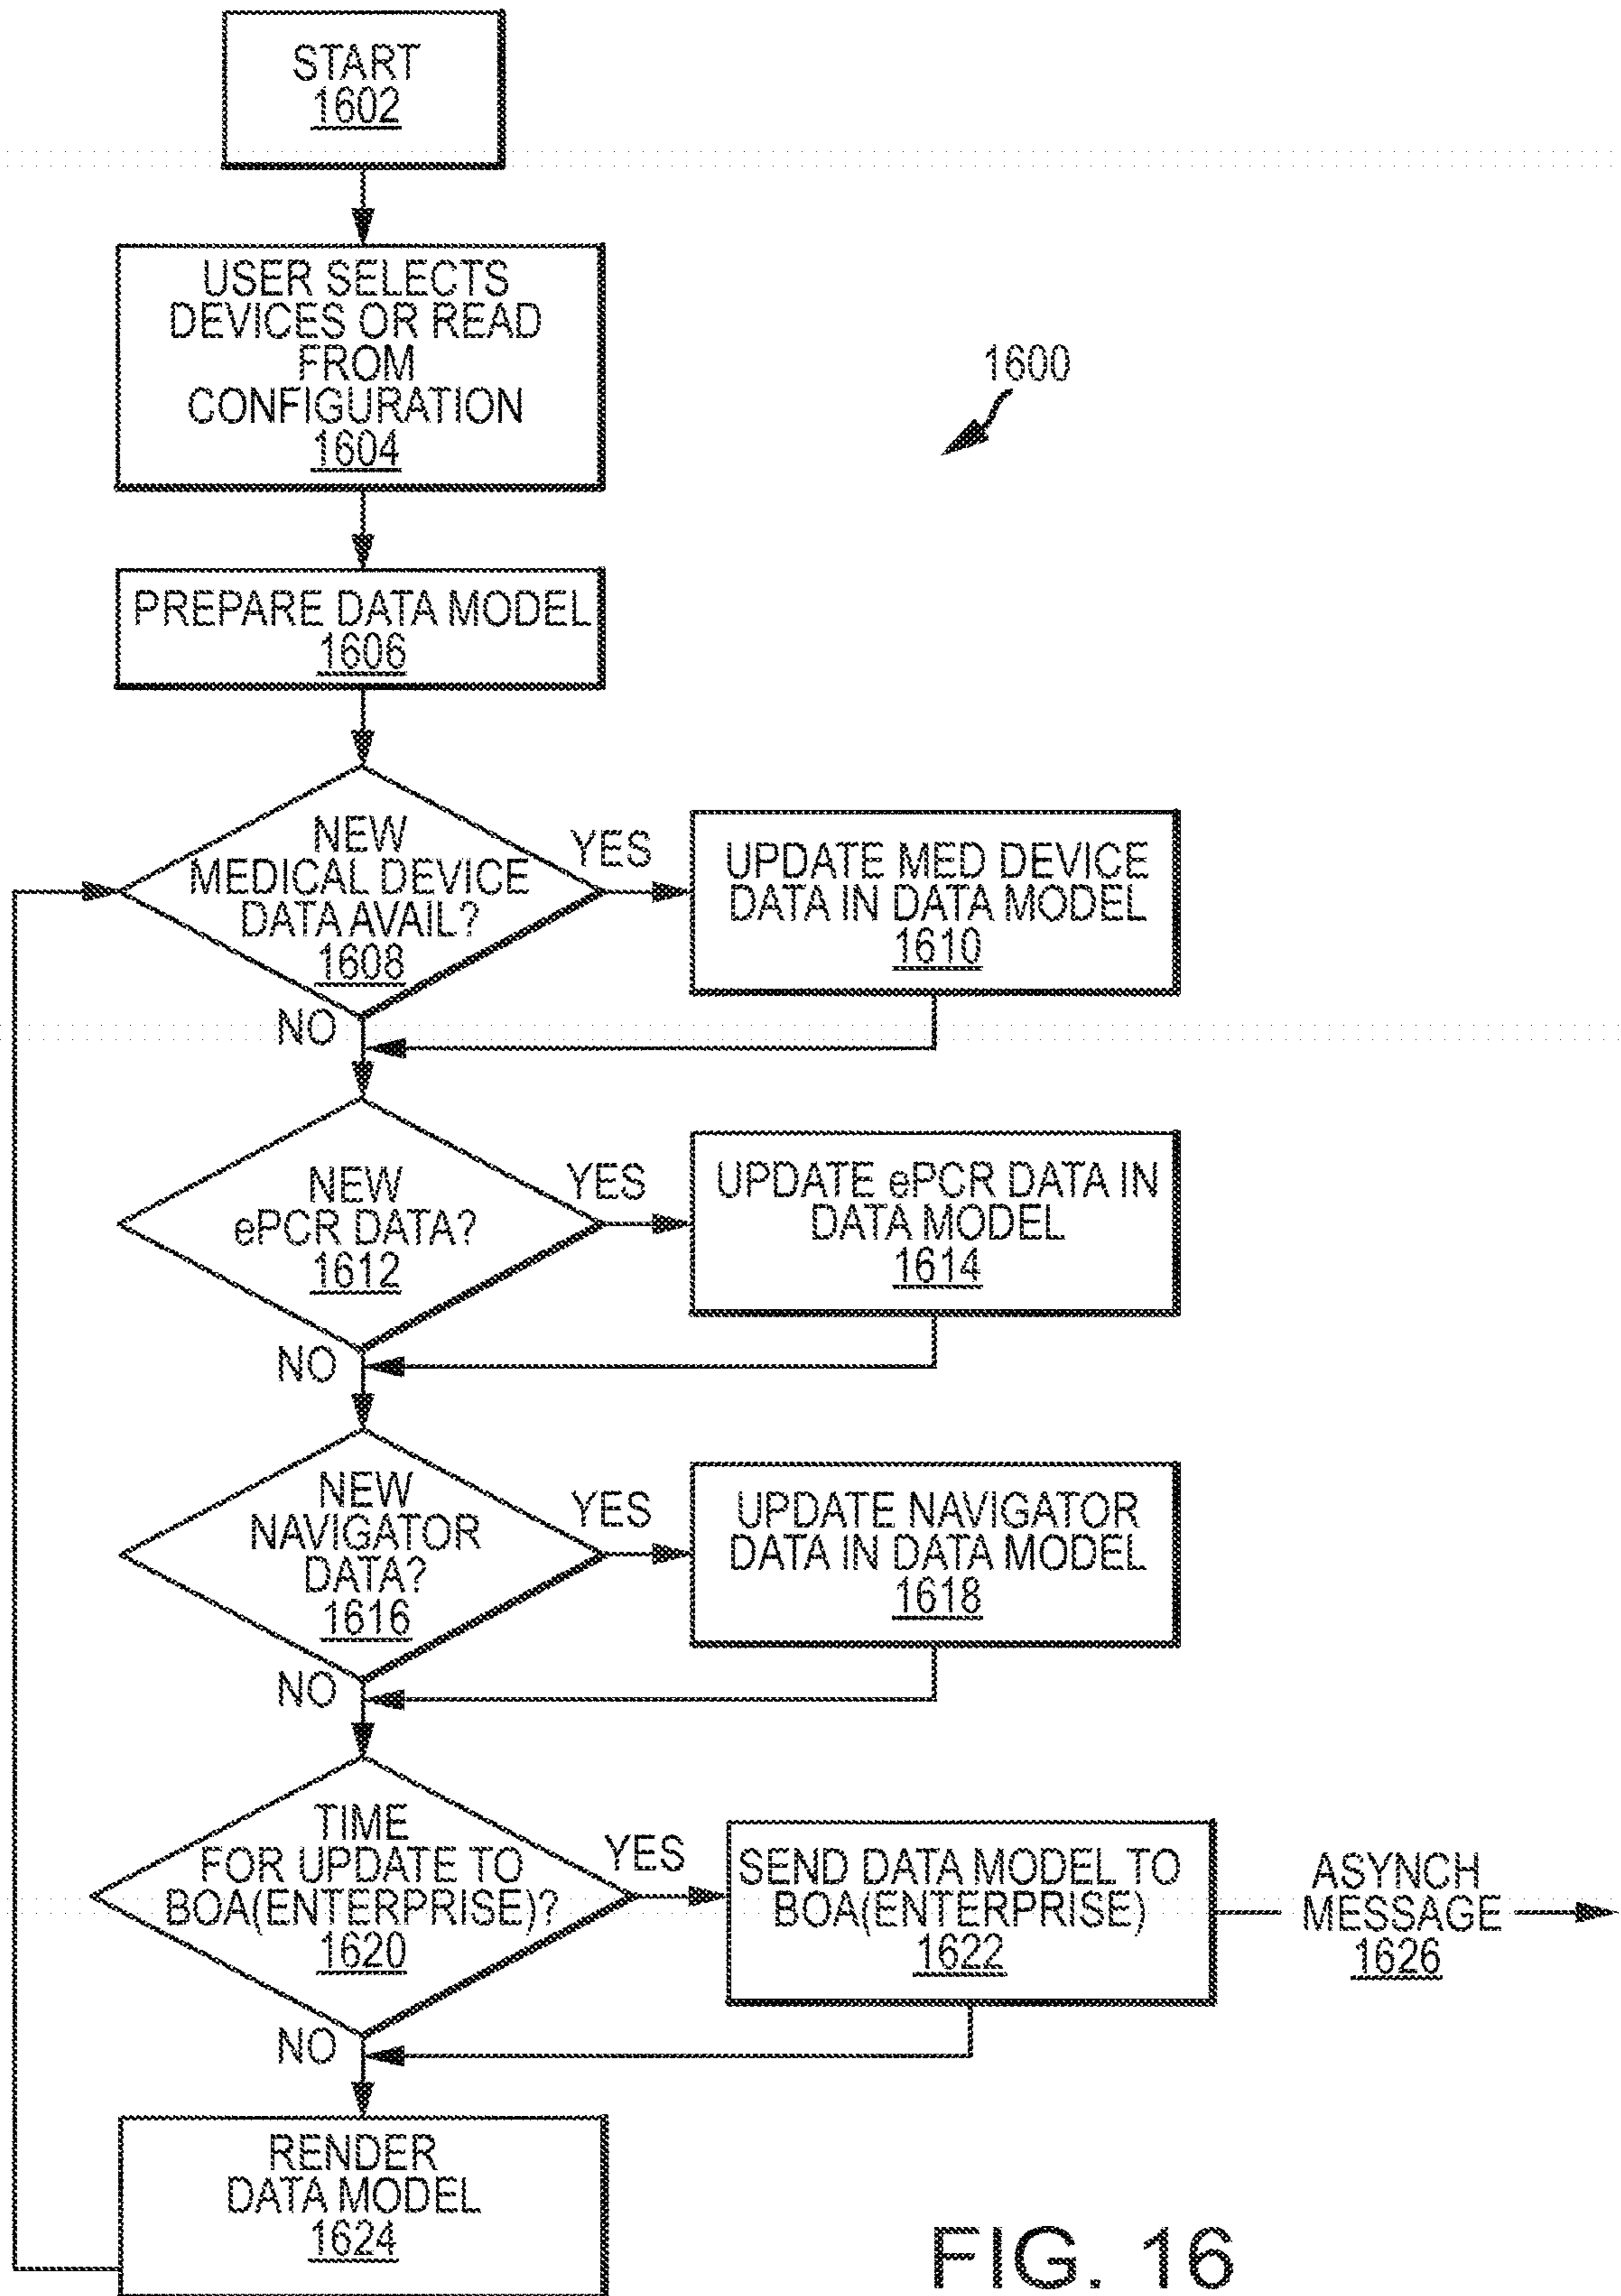 START
1602
USER SELECTS
DEVICES OR READ
FROM
CONFIGURATION
1604
1600
PREPARE DATA MODEL
1606
NEW
MEDICAL DEVICE
DATA AVAIL?
1608
YES
UPDATE MED DEVICE
DATA IN DATA MODEL
1610
NO
NEW
ePCR DATA?
1612
YES
UPDATE ePCR DATA IN
DATA MODEL
1614
NO
NEW
NAVIGATOR
DATA?
1616
YES
UPDATE NAVIGATOR
DATA IN DATA MODEL
1618
NO
TIME
FOR UPDATE TO
BOA(ENTERPRISE)?
1620
YES
SEND DATA MODEL TO
BOA(ENTERPRISE)
1622
ASYNCH
MESSAGE
1626
NO
RENDER
DATA MODEL
1624
FIG. 16